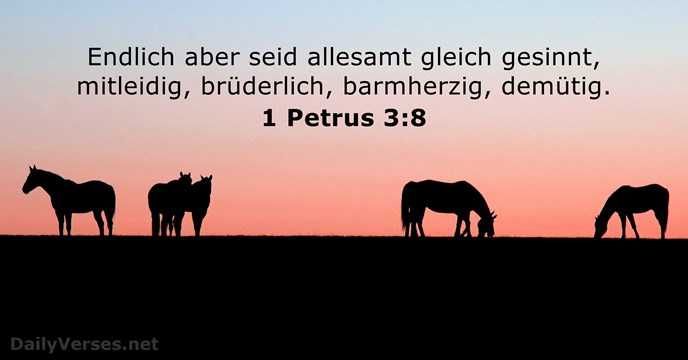 Endlich aber seid allesamt gleich gesinnt,
mitleidig, brüderlich, barmherzig, demütig.
1 Petrus 3:8
DailyVerses.net